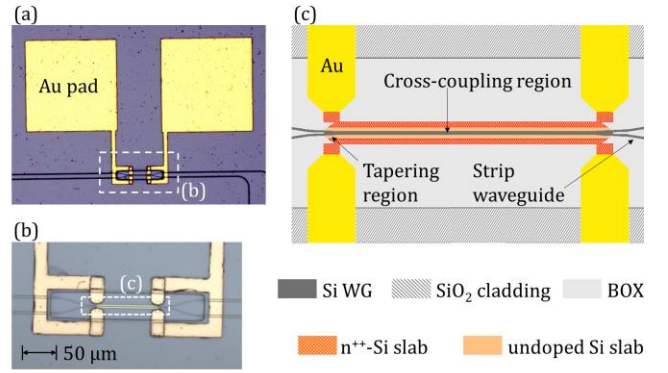 (a)
Au pad
(b)
(b)
(c)
50 μm
(c)
Au
Cross-coupling region
Tapering
region
Strip
waveguide
Si WG
SiO₂ cladding
BOX
n⁺⁺-Si slab
undoped Si slab